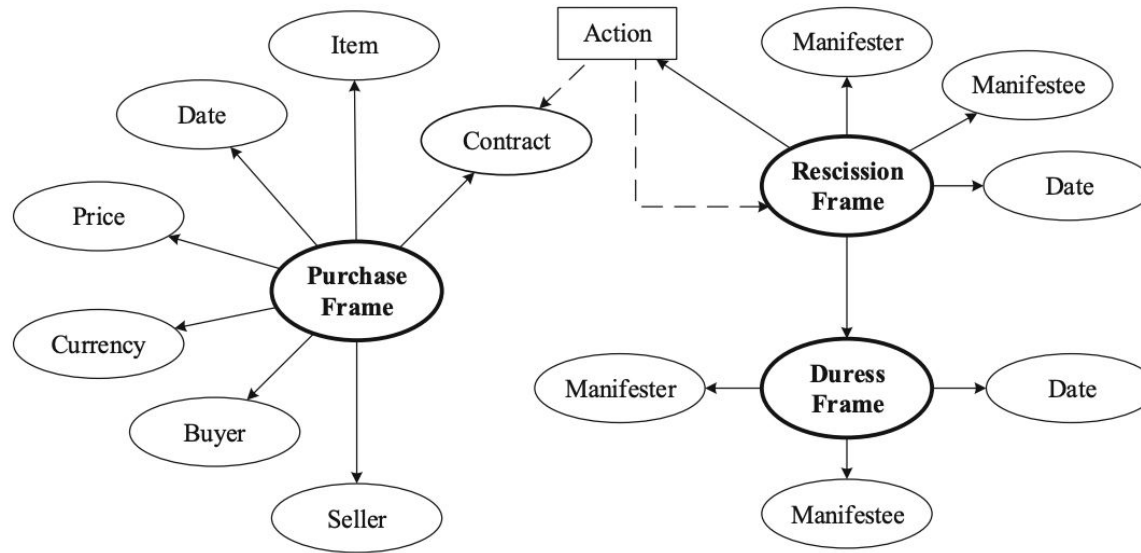 Item
Action
Manifester
Date
Manifestee
Contract
Rescission
Frame
Date
Price
Purchase
Frame
Currency
Manifester
Duress
Frame
Date
Buyer
Seller
Manifestee